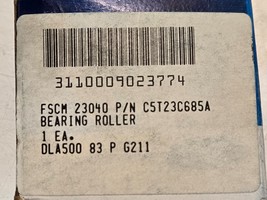 3110009023774
FSCM 23040 P/N C5T23C685A
BEARING ROLLER
1 EA.
DLA500 83 P G211